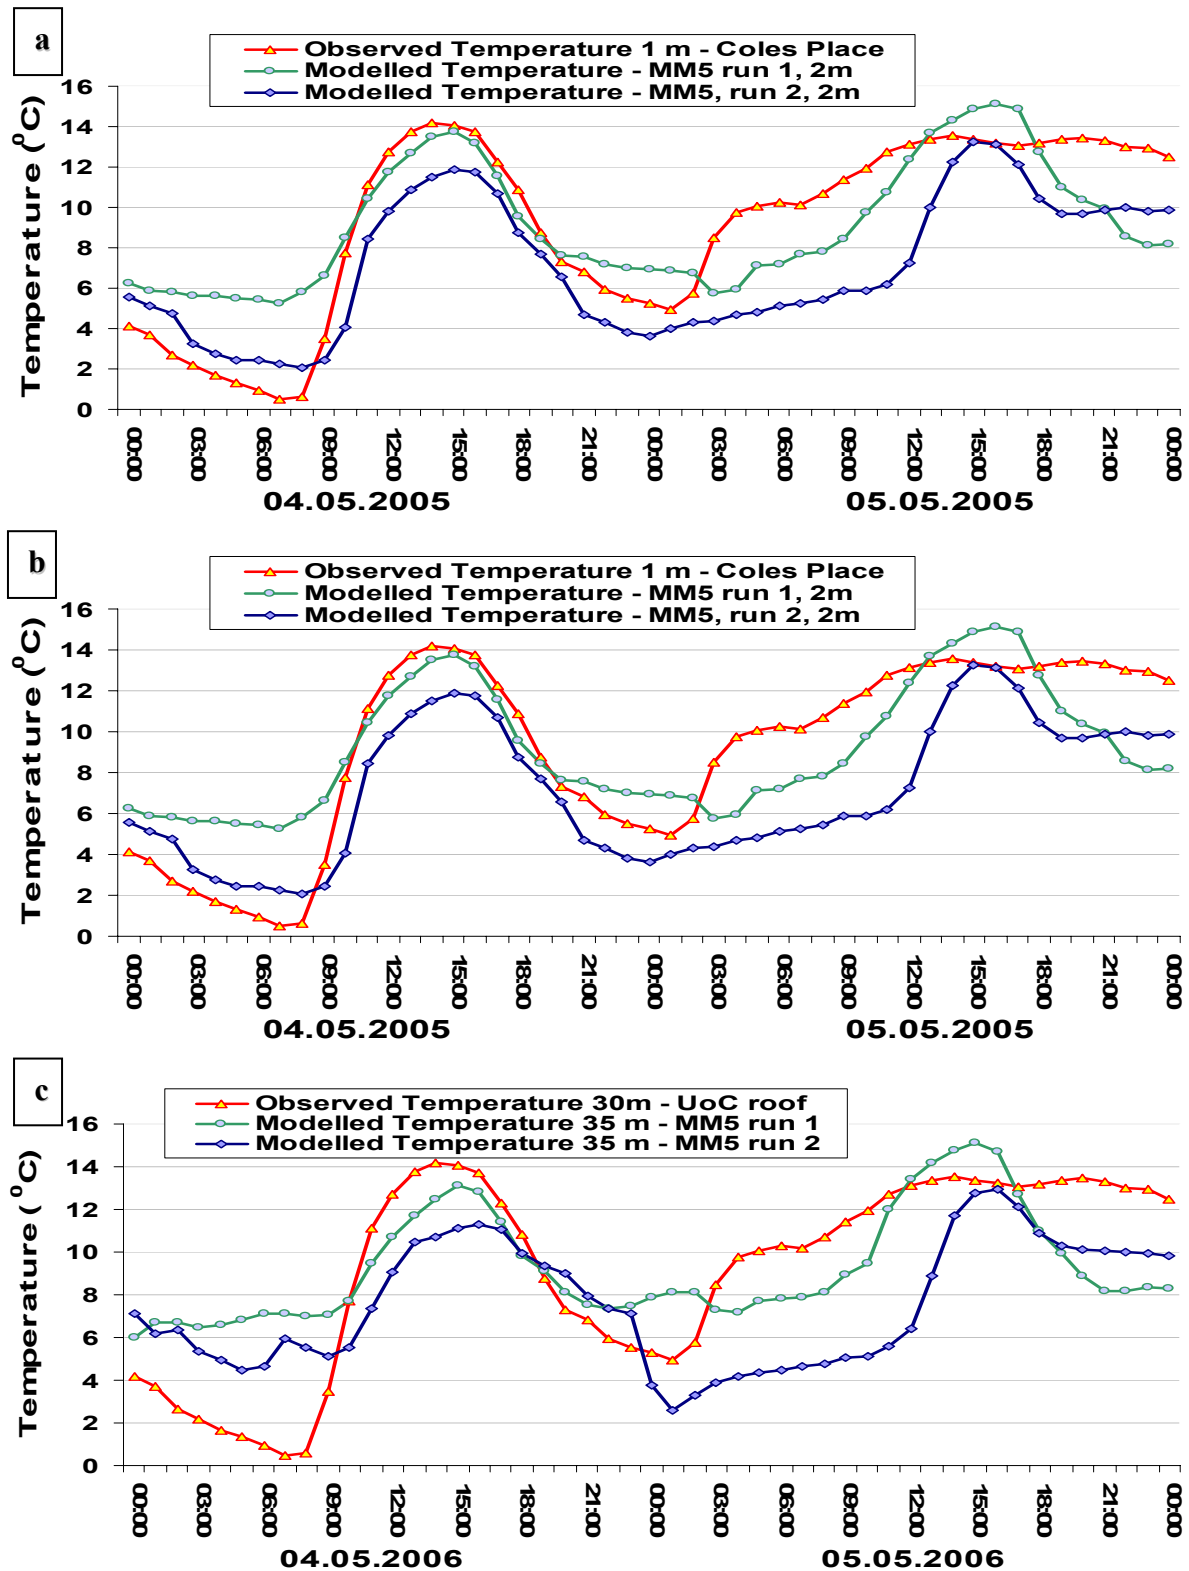 a
Observed Temperature 1 m - Coles Place
Modelled Temperature - MM5 run 1, 2m
Modelled Temperature - MM5, run 2, 2m
Temperature (⁰C)
16
14
12
10
8
6
4
2
0
00:00 03:00 06:00 09:00 12:00 15:00 18:00 21:00 00:00 03:00 06:00 09:00 12:00 15:00 18:00 21:00 00:00
04.05.2005 05.05.2005
b
Observed Temperature 1 m - Coles Place
Modelled Temperature - MM5 run 1, 2m
Modelled Temperature - MM5, run 2, 2m
Temperature (⁰C)
16
14
12
10
8
6
4
2
0
00:00 03:00 06:00 09:00 12:00 15:00 18:00 21:00 00:00 03:00 06:00 09:00 12:00 15:00 18:00 21:00 00:00
04.05.2005 05.05.2005
c
Observed Temperature 30m - UoC roof
Modelled Temperature 35 m - MM5 run 1
Modelled Temperature 35 m - MM5 run 2
Temperature ( ⁰C)
16
14
12
10
8
6
4
2
0
00:00 03:00 06:00 09:00 12:00 15:00 18:00 21:00 00:00 03:00 06:00 09:00 12:00 15:00 18:00 21:00 00:00
04.05.2006 05.05.2006